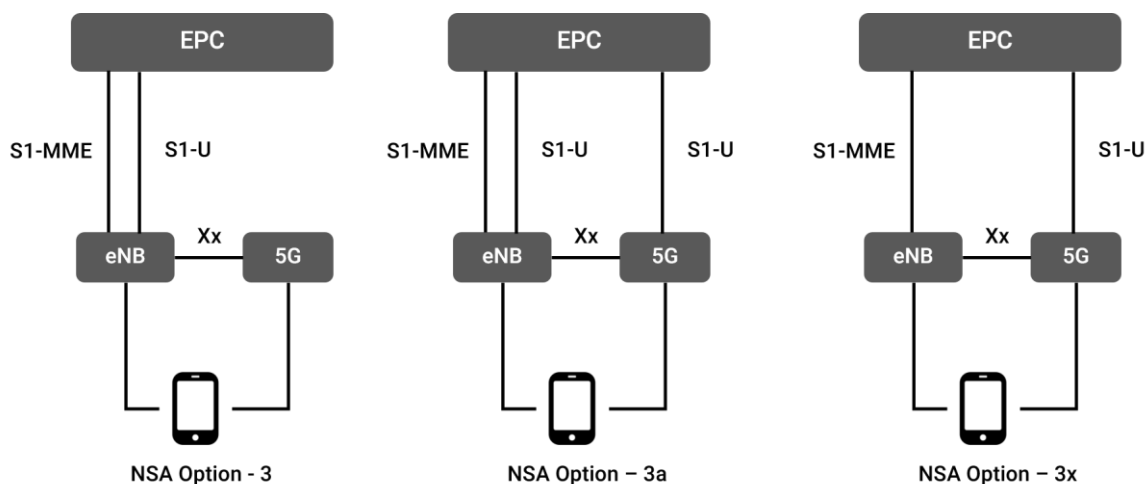 EPC
S1-MME
S1-U
eNB
Xx
5G
NSA Option - 3
EPC
S1-MME
S1-U
S1-U
eNB
Xx
5G
NSA Option – 3a
EPC
S1-MME
S1-U
eNB
Xx
5G
NSA Option – 3x